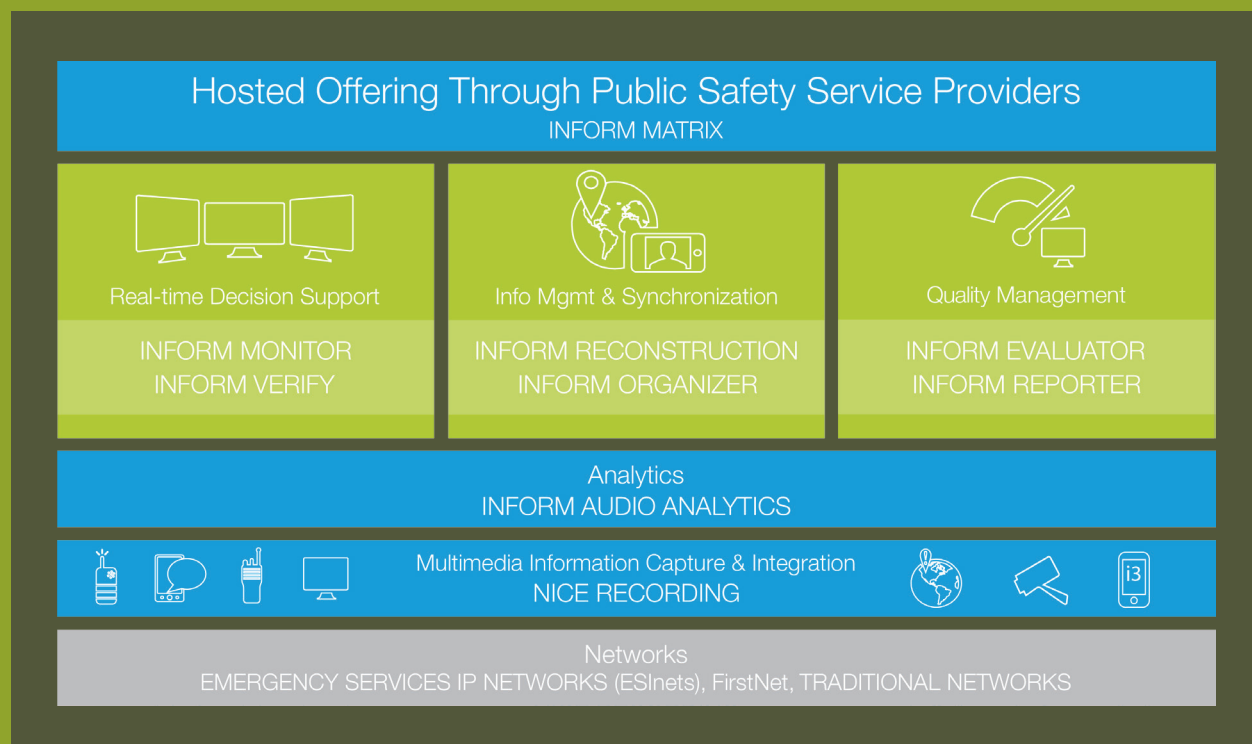 Hosted Offering Through Public Safety Service Providers
INFORM MATRIX
Real-time Decision Support
INFORM MONITOR
INFORM VERIFY
Info Mgmt & Synchronization
INFORM RECONSTRUCTION
INFORM ORGANIZER
Quality Management
INFORM EVALUATOR
INFORM REPORTER
Analytics
INFORM AUDIO ANALYTICS
Multimedia Information Capture & Integration
NICE RECORDING
i3
Networks
EMERGENCY SERVICES IP NETWORKS (ESInets), FirstNet, TRADITIONAL NETWORKS